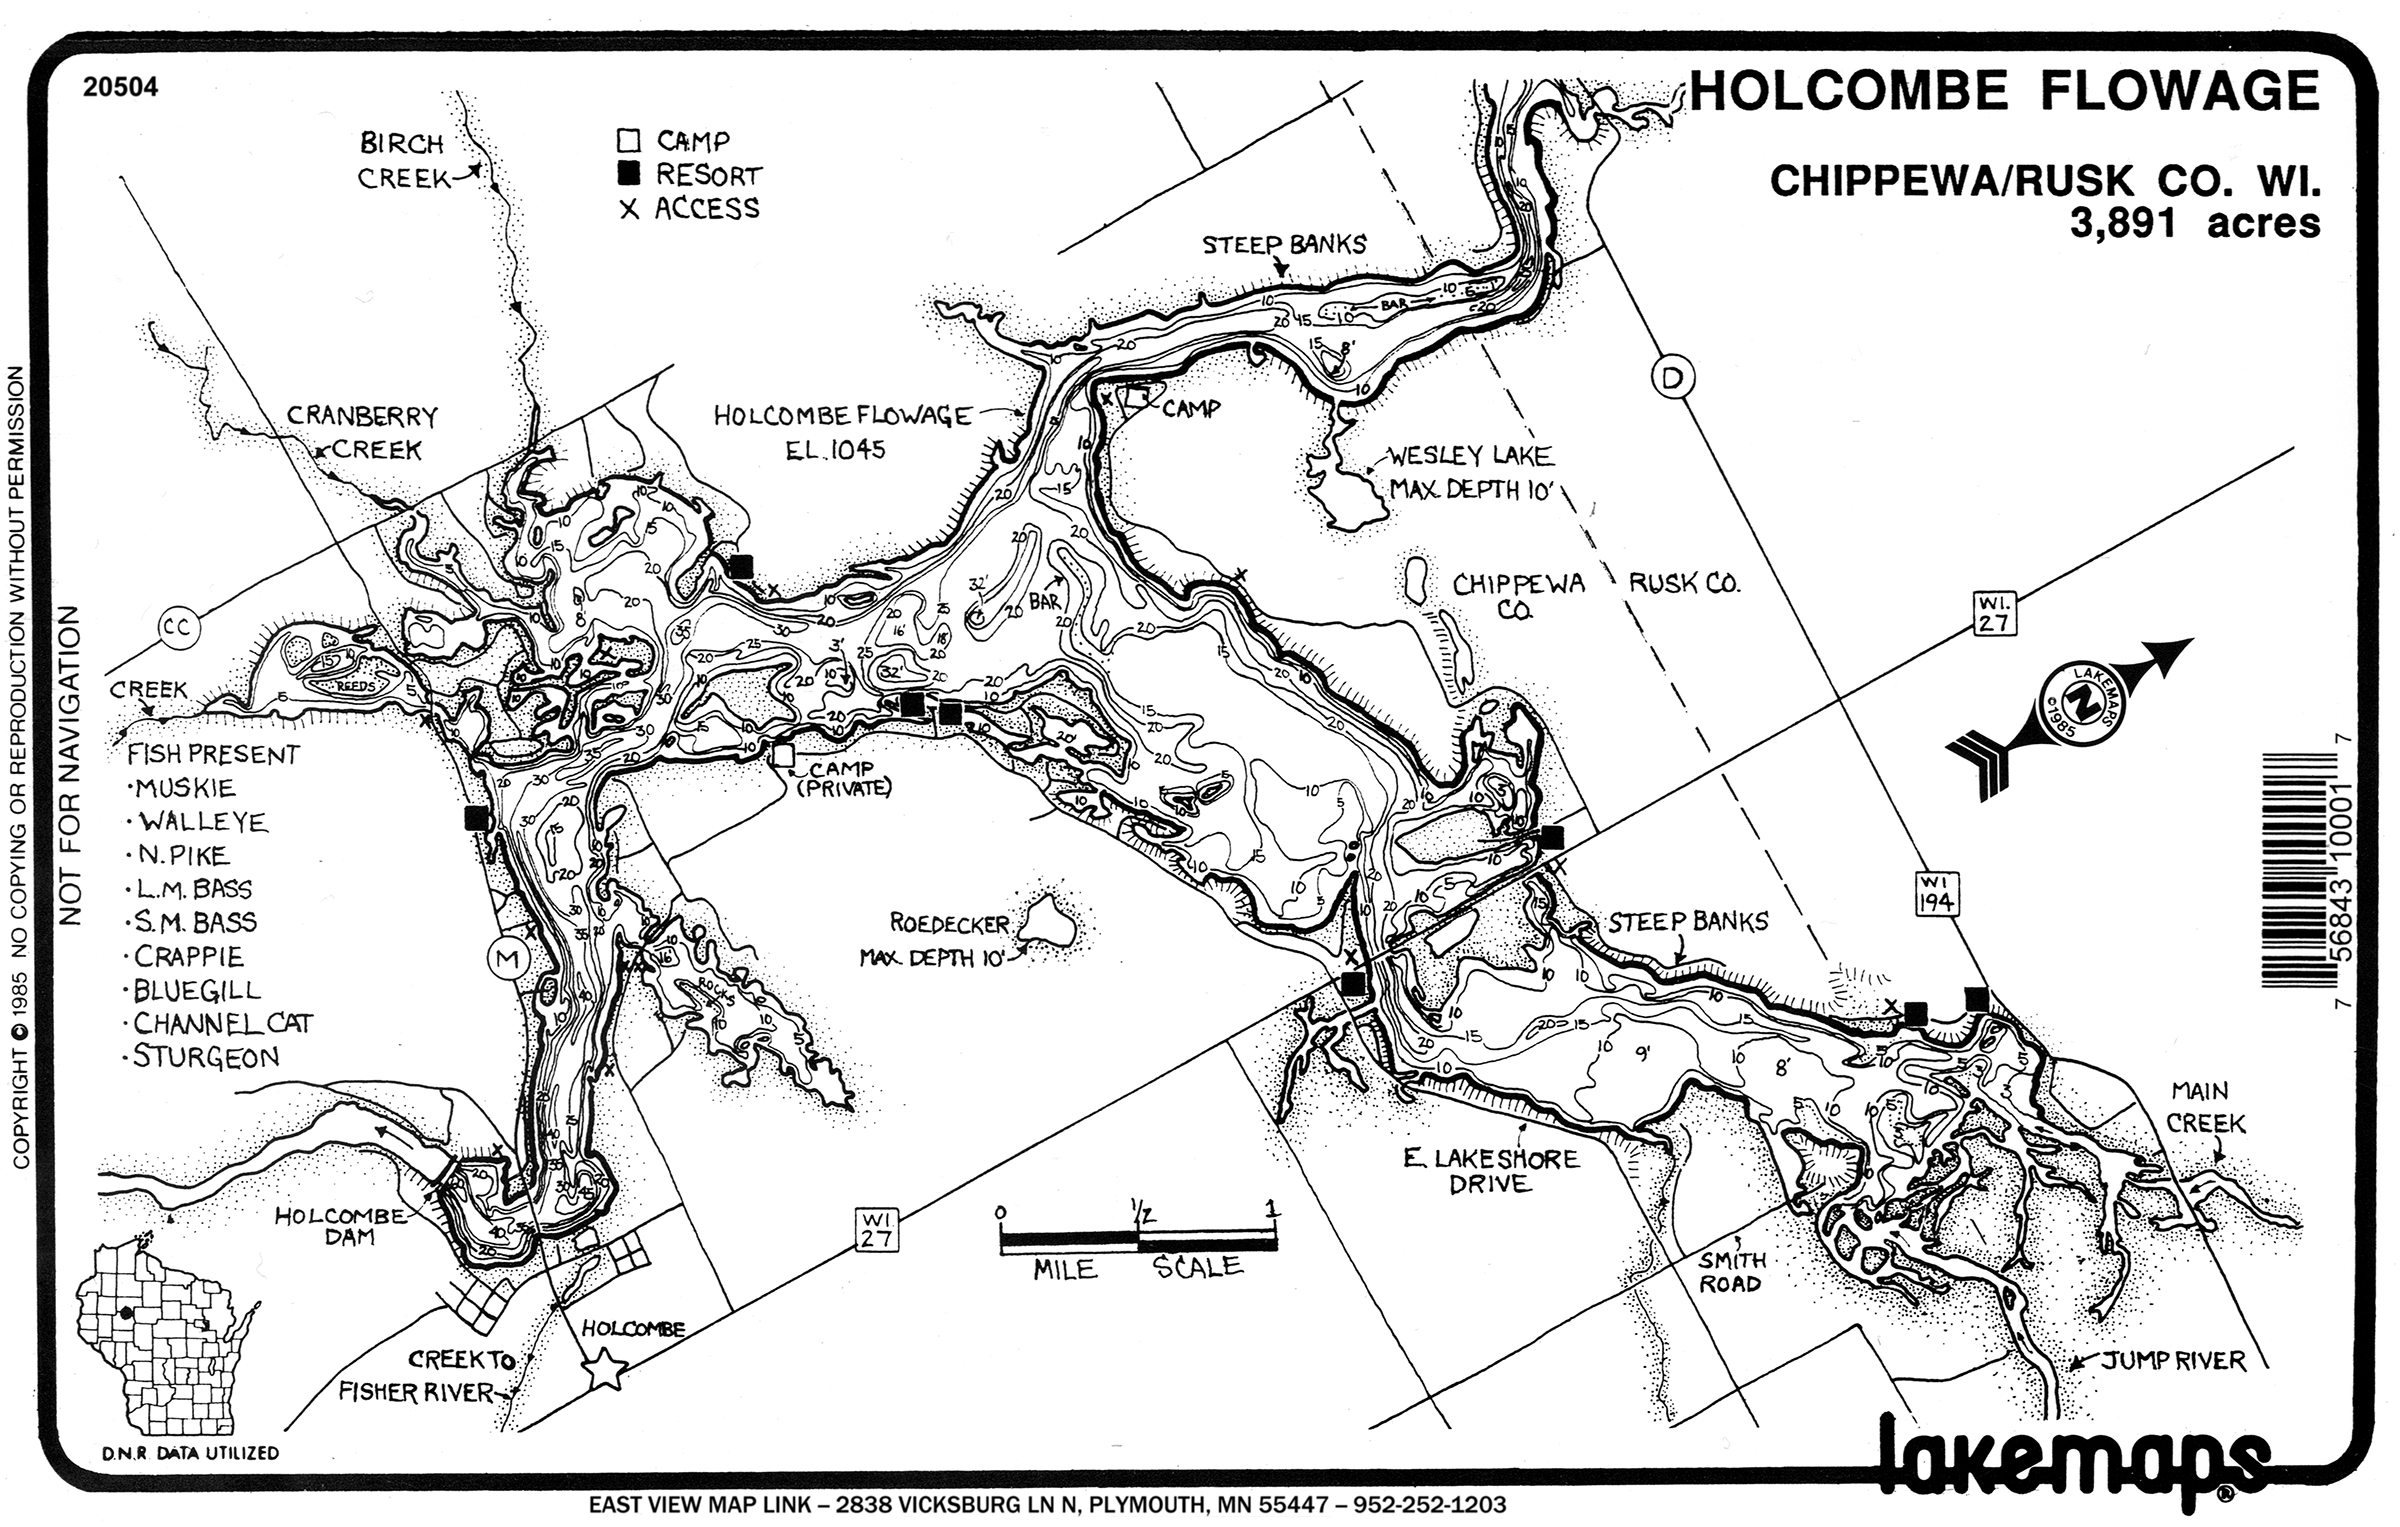 20504
HOLCOMBE FLOWAGE
CHIPPEWA/RUSK CO. WI.
3,891 acres
BIRCH
CREEK
CAMP
RESORT
ACCESS
STEEP BANKS
BAR
D
CAMP
CRANBERRY
CREEK
HOLCOMBE FLOWAGE
EL. 1045
WESLEY LAKE
MAX. DEPTH 10'
CHIPPEWA
CO.
RUSK CO.
WI.
27
CC
BAR
CREEK
REEDS
LAKEMAPS
N
©1985
FISH PRESENT
·MUSKIE
·WALLEYE
·N. PIKE
·L.M. BASS
·S.M. BASS
·CRAPPIE
·BLUEGILL
·CHANNEL CAT
·STURGEON
CAMP
(PRIVATE)
ROEDECKER
MAX. DEPTH 10'
M
ROCKS
WI
194
STEEP BANKS
9'
8'
MAIN
CREEK
E. LAKESHORE
DRIVE
SMITH
ROAD
JUMP RIVER
HOLCOMBE
DAM
0 1/2 1
MILE SCALE
WI
27
HOLCOMBE
CREEK TO
FISHER RIVER
D.N.R. DATA UTILIZED
lakemaps®
EAST VIEW MAP LINK – 2838 VICKSBURG LN N, PLYMOUTH, MN 55447 – 952-252-1203
COPYRIGHT © 1985 NO COPYING OR REPRODUCTION WITHOUT PERMISSION
NOT FOR NAVIGATION
7 56843 10001 7